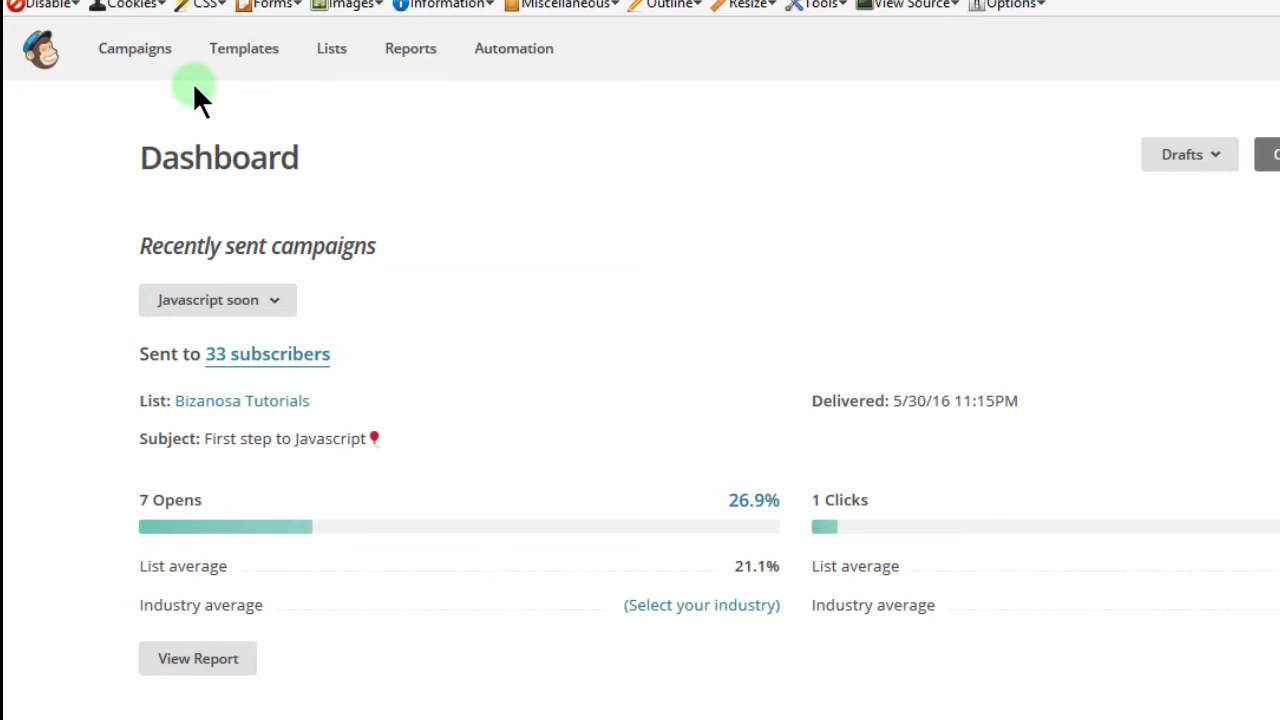 Disable Cookies CSS Forms Images Information Miscellaneous Outline Resize Tools View Source Options
Campaigns Templates Lists Reports Automation
Dashboard
Drafts
Recently sent campaigns
Javascript soon
Sent to 33 subscribers
List: Bizanosa Tutorials Delivered: 5/30/16 11:15PM
Subject: First step to Javascript
7 Opens 26.9% 1 Clicks
List average 21.1% List average
Industry average (Select your industry) Industry average
View Report